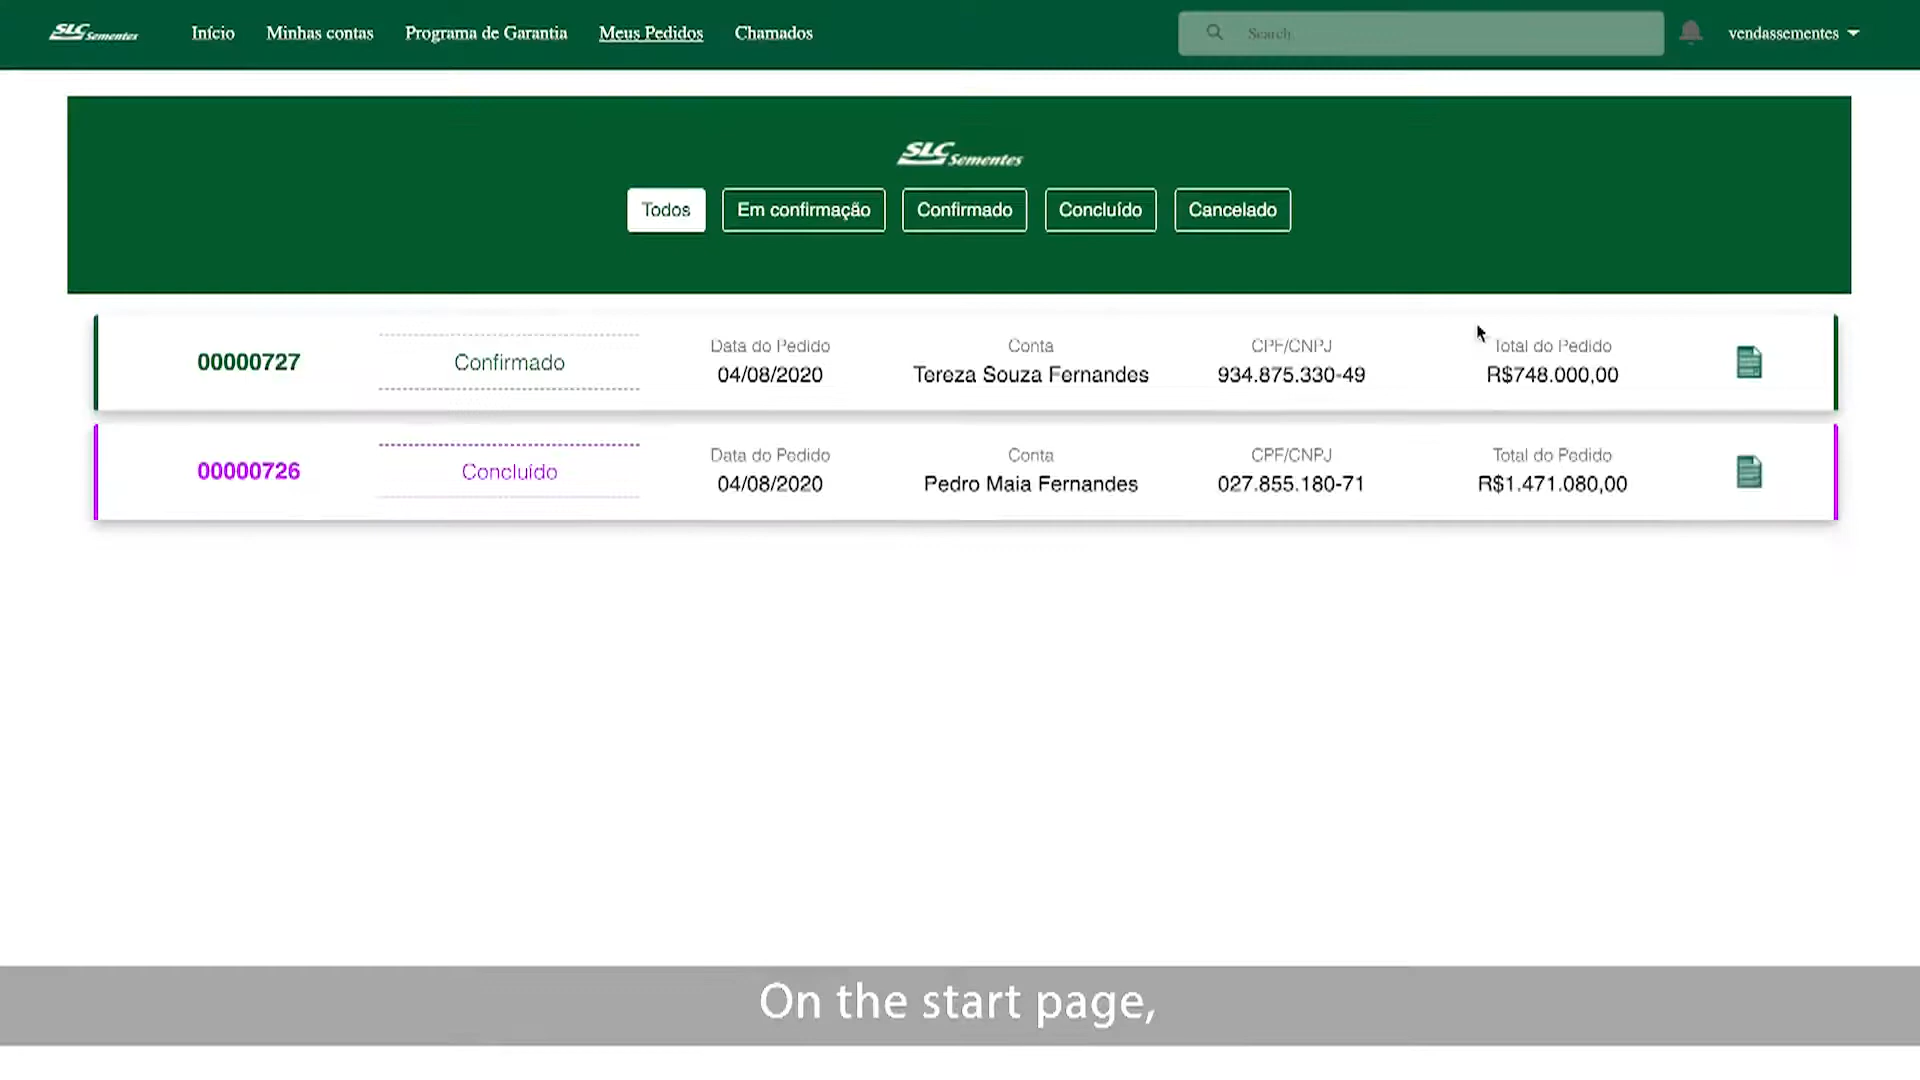 SLC Sementes Início Minhas contas Programa de Garantia Meus Pedidos Chamados Search... vendassementes
SLC Sementes
Todos Em confirmação Confirmado Concluído Cancelado
00000727 Confirmado
Data do Pedido Conta CPF/CNPJ Total do Pedido
04/08/2020 Tereza Souza Fernandes 934.875.330-49 R$748.000,00
00000726 Concluído
Data do Pedido Conta CPF/CNPJ Total do Pedido
04/08/2020 Pedro Maia Fernandes 027.855.180-71 R$1.471.080,00
On the start page,